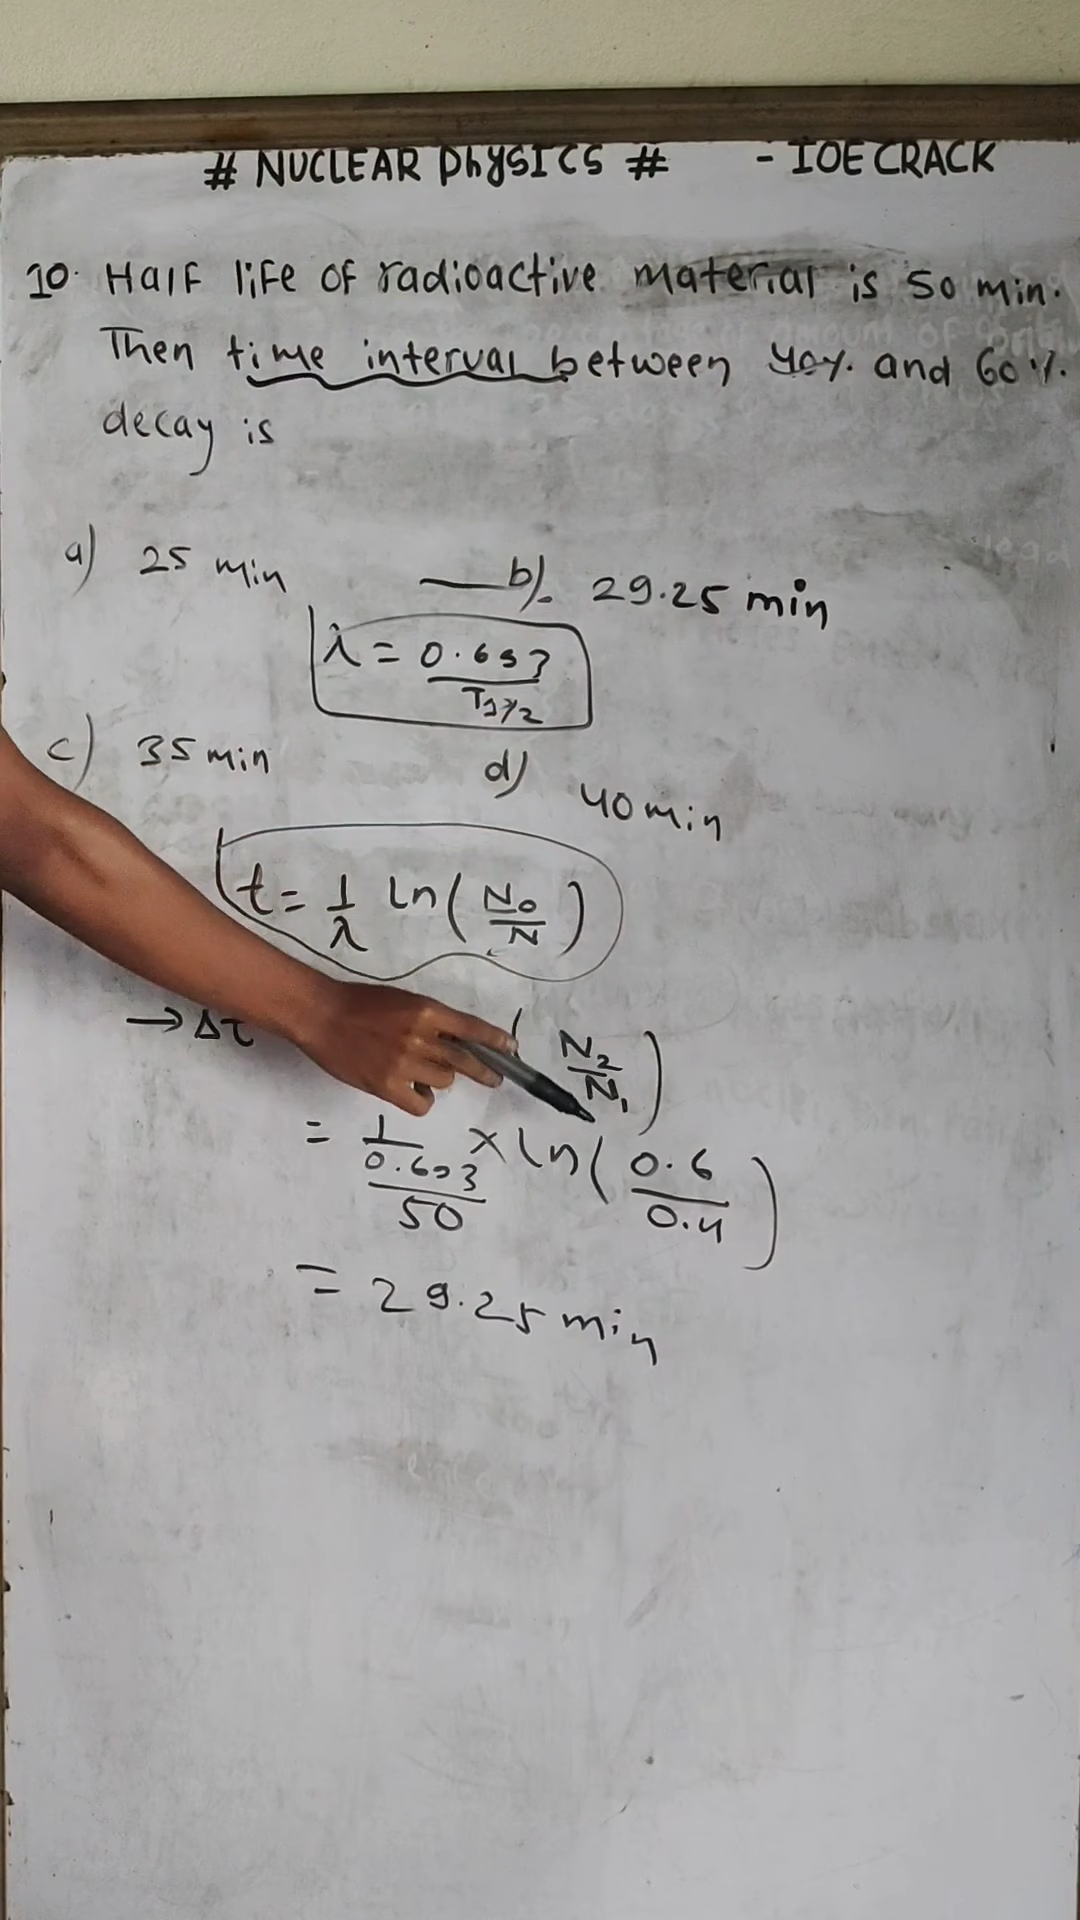 # NUCLEAR PhYSICS # - IOE CRACK
10. Half life of radioactive material is 50 min.
Then time interval between 40%. and 60%.
decay is
a) 25 min
b). 29.25 min
λ = 0.693 / T1/2
c) 35 min
d) 40 min
t = 1/λ ln(N0/N)
→ Δt ( N2/N1 )
= 1/(0.693/50) × ln( 0.6/0.4 )
= 29.25 min